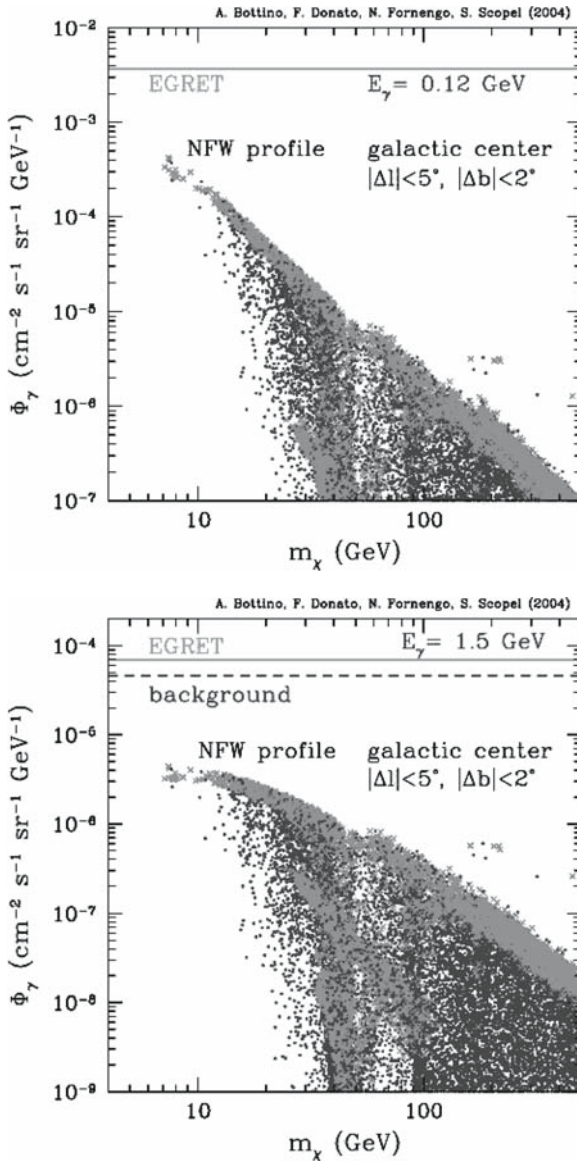 A. Bottino, F. Donato, N. Fornengo, S. Scopel (2004)
10⁻²
EGRET
E_γ= 0.12 GeV
10⁻³
NFW profile galactic center
|Δl|<5°, |Δb|<2°
10⁻⁴
10⁻⁵
10⁻⁶
10⁻⁷
Φ_γ (cm⁻² s⁻¹ sr⁻¹ GeV⁻¹)
10 100
m_χ (GeV)
A. Bottino, F. Donato, N. Fornengo, S. Scopel (2004)
EGRET
E_γ= 1.5 GeV
10⁻⁴
background
10⁻⁵
NFW profile galactic center
|Δl|<5°, |Δb|<2°
10⁻⁶
10⁻⁷
10⁻⁸
10⁻⁹
Φ_γ (cm⁻² s⁻¹ sr⁻¹ GeV⁻¹)
10 100
m_χ (GeV)